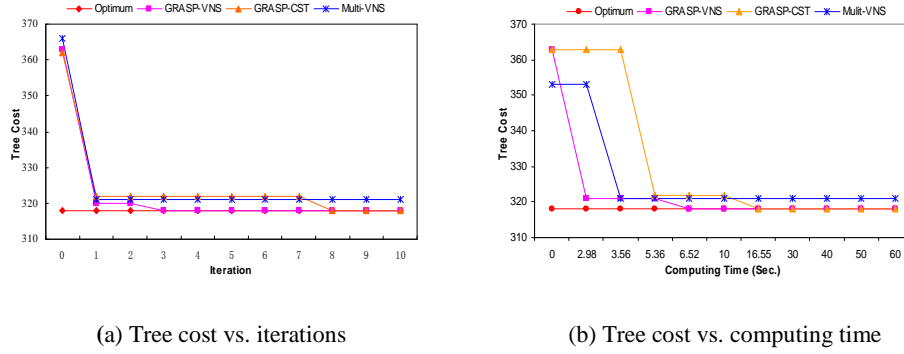 Optimum GRASP-VNS GRASP-CST Multi-VNS
370
360
350
340
330
320
310
Tree Cost
0 1 2 3 4 5 6 7 8 9 10
Iteration
(a) Tree cost vs. iterations
Optimum GRASP-VNS GRASP-CST Mulit-VNS
370
360
350
340
330
320
310
Tree Cost
0 2.98 3.56 5.36 6.52 10 16.55 30 40 50 60
Computing Time (Sec.)
(b) Tree cost vs. computing time